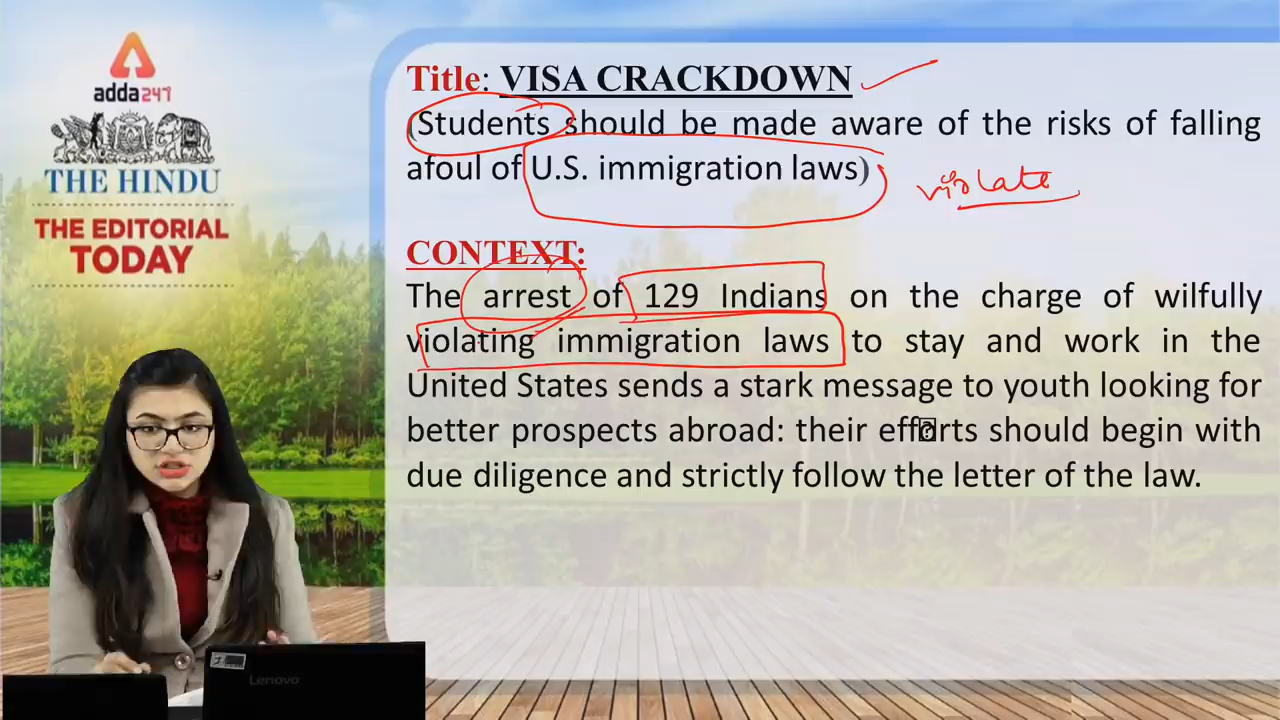 adda247
THE HINDU
THE EDITORIAL
TODAY
Title: VISA CRACKDOWN
(Students should be made aware of the risks of falling
afoul of U.S. immigration laws)
violate
CONTEXT:
The arrest of 129 Indians on the charge of wilfully
violating immigration laws to stay and work in the
United States sends a stark message to youth looking for
better prospects abroad: their efforts should begin with
due diligence and strictly follow the letter of the law.
Lenovo